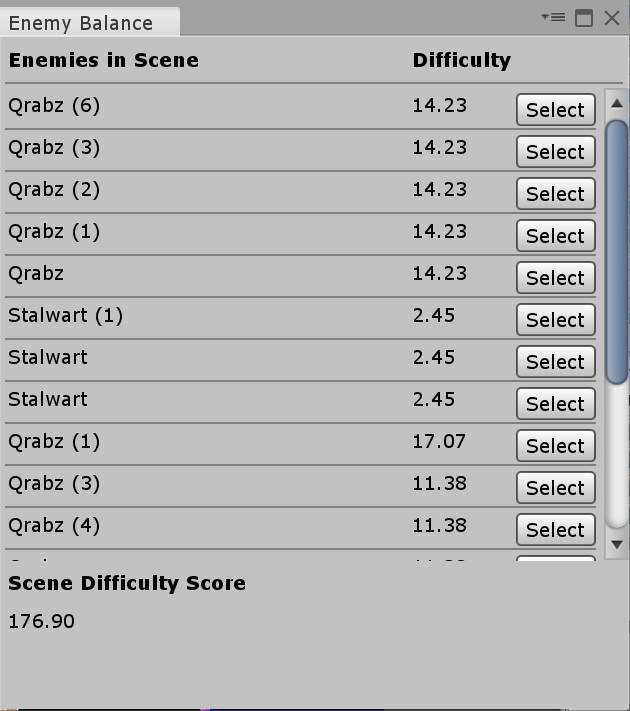 Enemy Balance
Enemies in Scene Difficulty
Qrabz (6) 14.23 Select
Qrabz (3) 14.23 Select
Qrabz (2) 14.23 Select
Qrabz (1) 14.23 Select
Qrabz 14.23 Select
Stalwart (1) 2.45 Select
Stalwart 2.45 Select
Stalwart 2.45 Select
Qrabz (1) 17.07 Select
Qrabz (3) 11.38 Select
Qrabz (4) 11.38 Select
Scene Difficulty Score
176.90